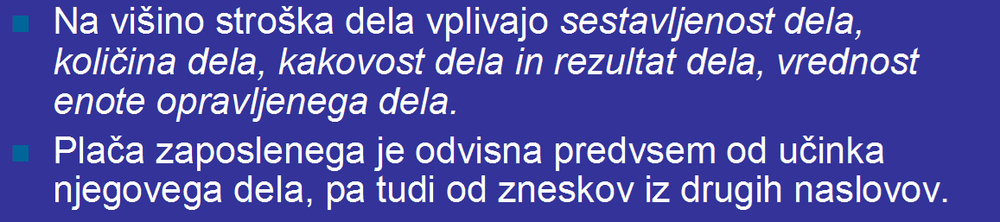 Na višino stroška dela vplivajo sestavljenost dela,
količina dela, kakovost dela in rezultat dela, vrednost
enote opravljenega dela.
Plača zaposlenega je odvisna predvsem od učinka
njegovega dela, pa tudi od zneskov iz drugih naslovov.